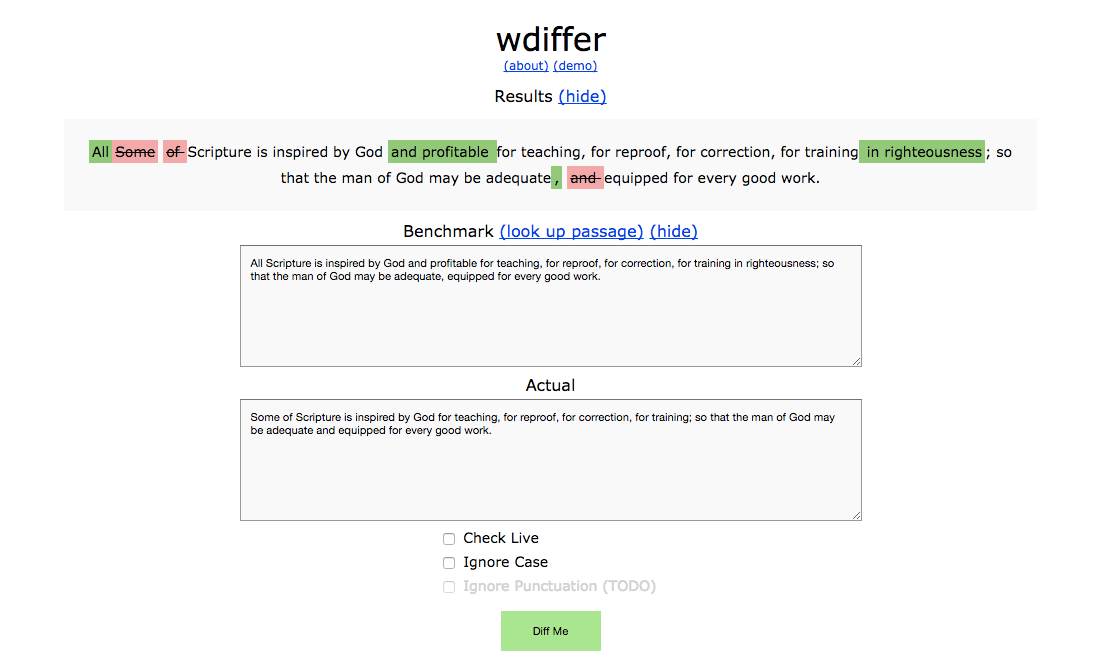 wdiffer
(about) (demo)
Results (hide)
All Some of Scripture is inspired by God and profitable for teaching, for reproof, for correction, for training in righteousness; so
that the man of God may be adequate, and equipped for every good work.
Benchmark (look up passage) (hide)
All Scripture is inspired by God and profitable for teaching, for reproof, for correction, for training in righteousness; so
that the man of God may be adequate, equipped for every good work.
Actual
Some of Scripture is inspired by God for teaching, for reproof, for correction, for training; so that the man of God may
be adequate and equipped for every good work.
Check Live
Ignore Case
Ignore Punctuation (TODO)
Diff Me